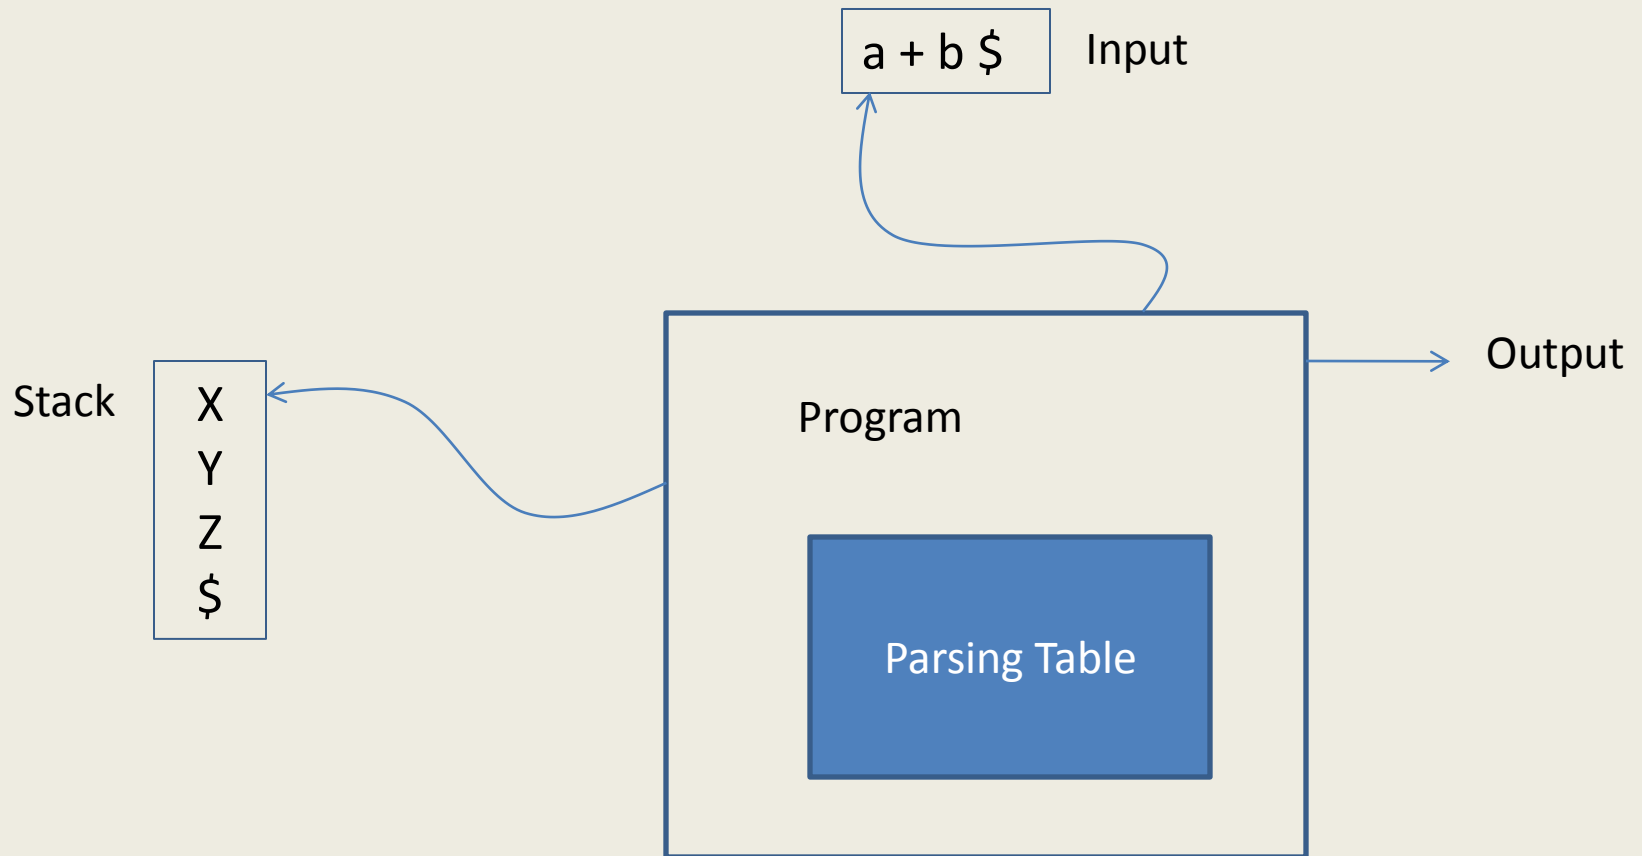 a + b $
Input
Output
Stack
X
Y
Z
$
Program
Parsing Table